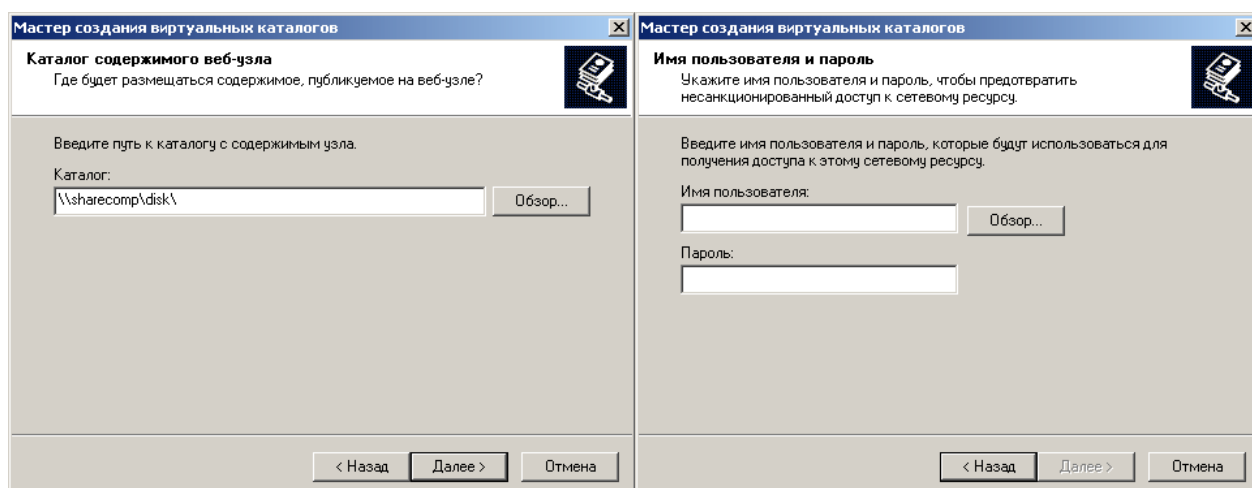 Мастер создания виртуальных каталогов
Каталог содержимого веб-узла
Где будет размещаться содержимое, публикуемое на веб-узле?
Введите путь к каталогу с содержимым узла.
Каталог:
\\sharecomp\disk\
Обзор...
< Назад
Далее >
Отмена
Мастер создания виртуальных каталогов
Имя пользователя и пароль
Укажите имя пользователя и пароль, чтобы предотвратить
несанкционированный доступ к сетевому ресурсу.
Введите имя пользователя и пароль, которые будут использоваться для
получения доступа к этому сетевому ресурсу.
Имя пользователя:
Обзор...
Пароль:
< Назад
Далее >
Отмена